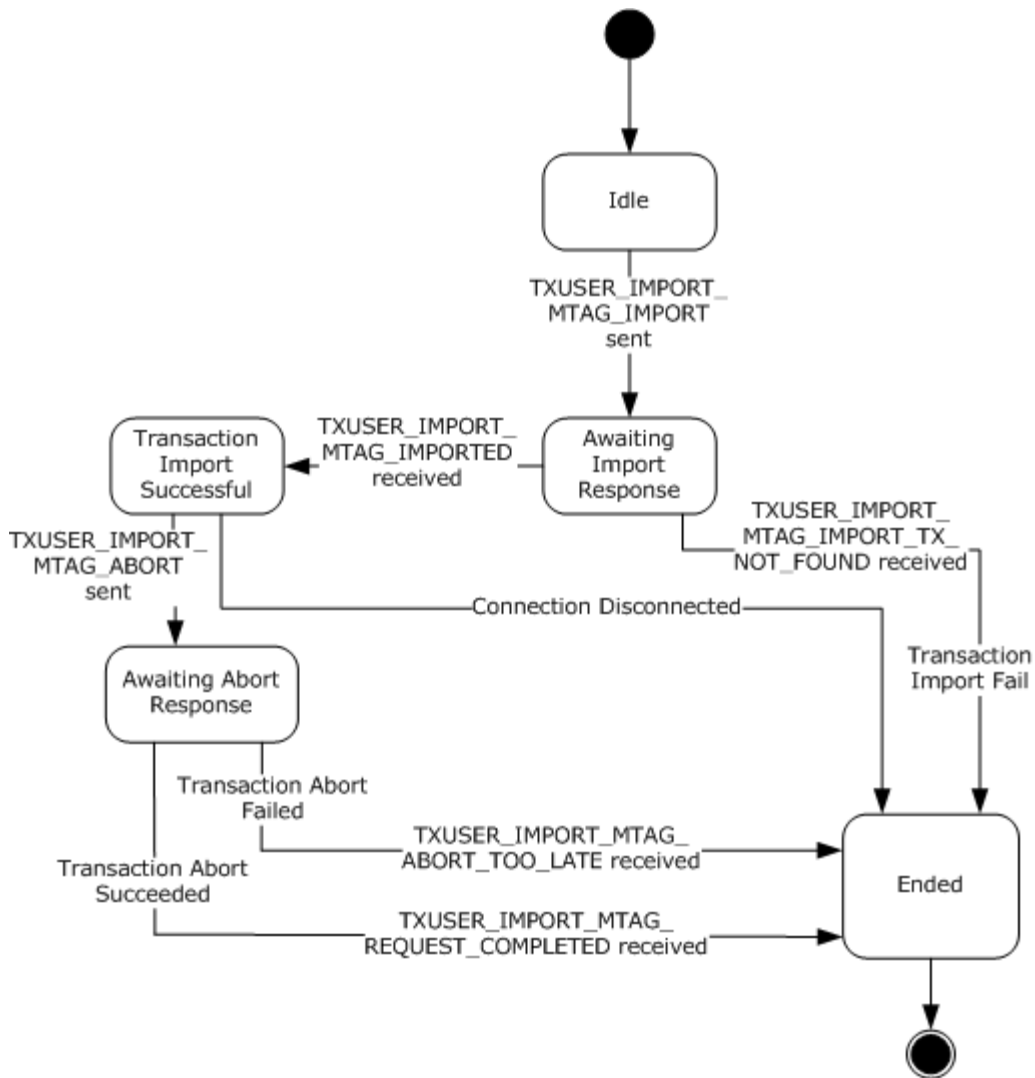 Idle
TXUSER_IMPORT_
MTAG_IMPORT
sent
Transaction
Import
Successful
TXUSER_IMPORT_
MTAG_IMPORTED
received
Awaiting
Import
Response
TXUSER_IMPORT_
MTAG_IMPORT_TX_
NOT_FOUND received
TXUSER_IMPORT_
MTAG_ABORT
sent
Connection Disconnected
Transaction
Import Fail
Awaiting Abort
Response
Transaction Abort
Failed
TXUSER_IMPORT_MTAG_
ABORT_TOO_LATE received
Transaction Abort
Succeeded
TXUSER_IMPORT_MTAG_
REQUEST_COMPLETED received
Ended